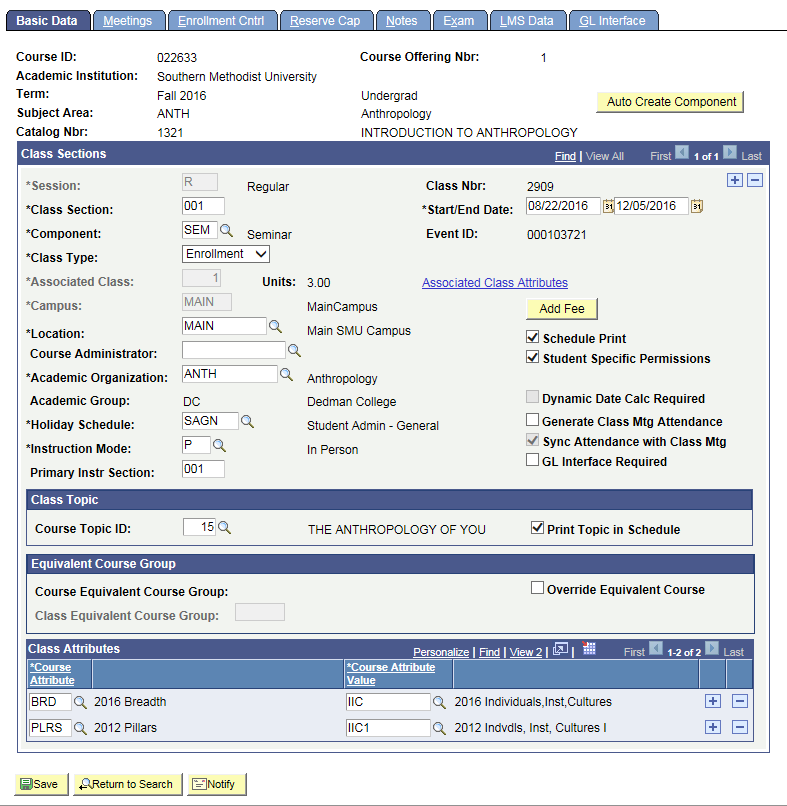 Basic Data Meetings Enrollment Cntrl Reserve Cap Notes Exam LMS Data GL Interface
Course ID: 022633 Course Offering Nbr: 1
Academic Institution: Southern Methodist University
Term: Fall 2016 Undergrad
Auto Create Component
Subject Area: ANTH Anthropology
Catalog Nbr: 1321 INTRODUCTION TO ANTHROPOLOGY
Class Sections Find | View All First 1 of 1 Last
*Session: R Regular Class Nbr: 2909
*Class Section: 001 *Start/End Date: 08/22/2016 31 12/05/2016 31
*Component: SEM Seminar Event ID: 000103721
*Class Type: Enrollment
*Associated Class: 1 Units: 3.00 Associated Class Attributes
*Campus: MAIN MainCampus Add Fee
*Location: MAIN Main SMU Campus
Schedule Print
Course Administrator:
Student Specific Permissions
*Academic Organization: ANTH Anthropology
Academic Group: DC Dedman College Dynamic Date Calc Required
*Holiday Schedule: SAGN Student Admin - General Generate Class Mtg Attendance
*Instruction Mode: P In Person Sync Attendance with Class Mtg
GL Interface Required
Primary Instr Section: 001
Class Topic
Course Topic ID: 15 THE ANTHROPOLOGY OF YOU Print Topic in Schedule
Equivalent Course Group
Course Equivalent Course Group: Override Equivalent Course
Class Equivalent Course Group:
Class Attributes Personalize | Find | View 2 | | First 1-2 of 2 Last
*Course Attribute *Course Attribute Value
BRD 2016 Breadth IIC 2016 Individuals,Inst,Cultures
PLRS 2012 Pillars IIC1 2012 Indvdls, Inst, Cultures I
Save Return to Search Notify